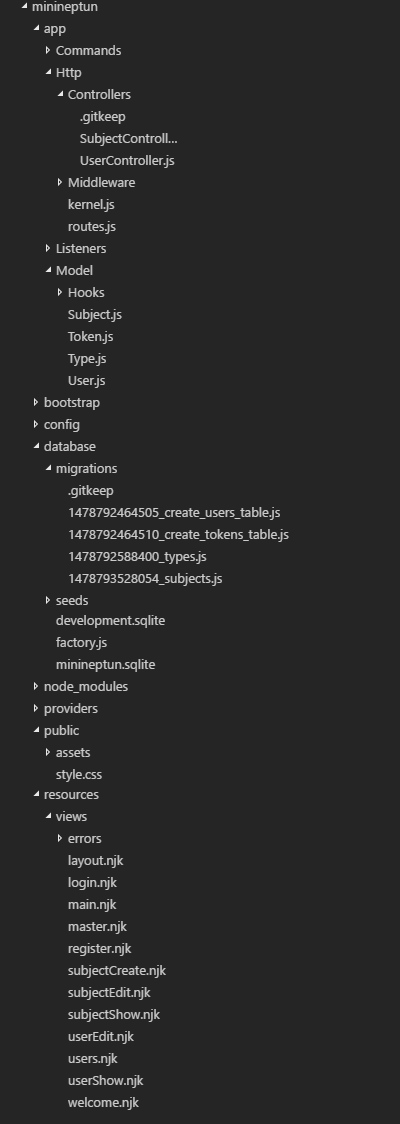 minineptun
app
Commands
Http
Controllers
.gitkeep
SubjectControll...
UserController.js
Middleware
kernel.js
routes.js
Listeners
Model
Hooks
Subject.js
Token.js
Type.js
User.js
bootstrap
config
database
migrations
.gitkeep
1478792464505_create_users_table.js
1478792464510_create_tokens_table.js
1478792588400_types.js
1478793528054_subjects.js
seeds
development.sqlite
factory.js
minineptun.sqlite
node_modules
providers
public
assets
style.css
resources
views
errors
layout.njk
login.njk
main.njk
master.njk
register.njk
subjectCreate.njk
subjectEdit.njk
subjectShow.njk
userEdit.njk
users.njk
userShow.njk
welcome.njk